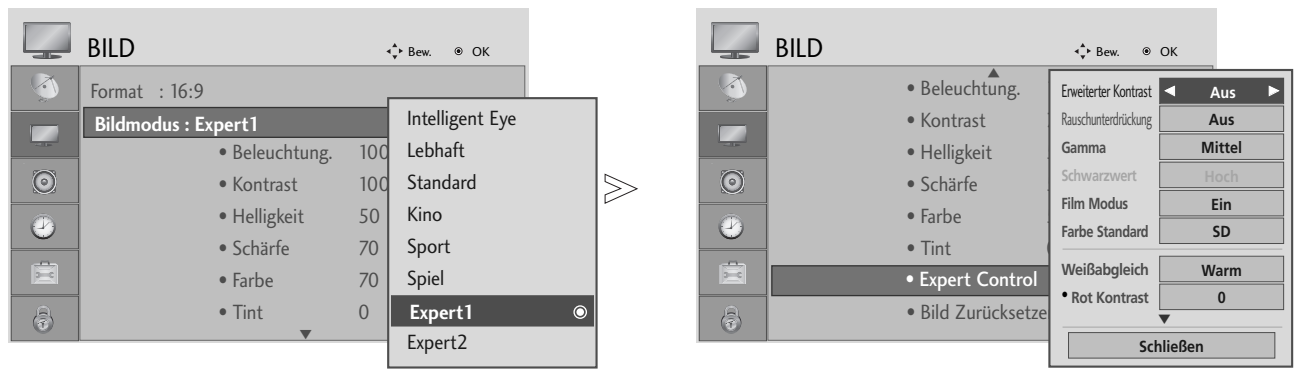 BILD
Bew. OK
Format : 16:9
Bildmodus : Expert1
• Beleuchtung. 100
• Kontrast 100
• Helligkeit 50
• Schärfe 70
• Farbe 70
• Tint 0
Intelligent Eye
Lebhaft
Standard
Kino
Sport
Spiel
Expert1
Expert2
BILD
Bew. OK
• Beleuchtung.
• Kontrast
• Helligkeit
• Schärfe
• Farbe
• Tint
• Expert Control
• Bild Zurücksetze
Erweiterter Kontrast Aus
Rauschunterdrückung Aus
Gamma Mittel
Schwarzwert Hoch
Film Modus Ein
Farbe Standard SD
Weißabgleich Warm
• Rot Kontrast 0
Schließen